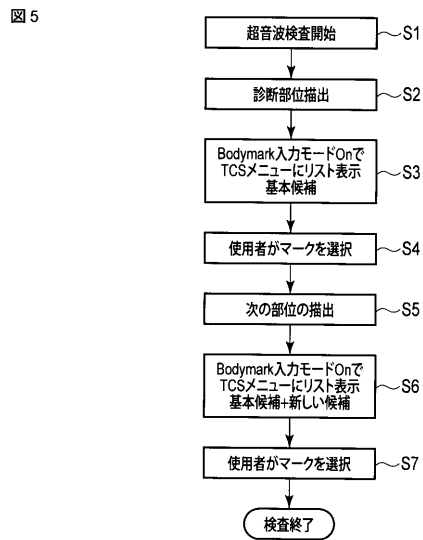 図5
超音波検査開始 S1
診断部位描出 S2
Bodymark入力モードOnで
TCSメニューにリスト表示 S3
基本候補
使用者がマークを選択 S4
次の部位の描出 S5
Bodymark入力モードOnで
TCSメニューにリスト表示 S6
基本候補+新しい候補
使用者がマークを選択 S7
検査終了